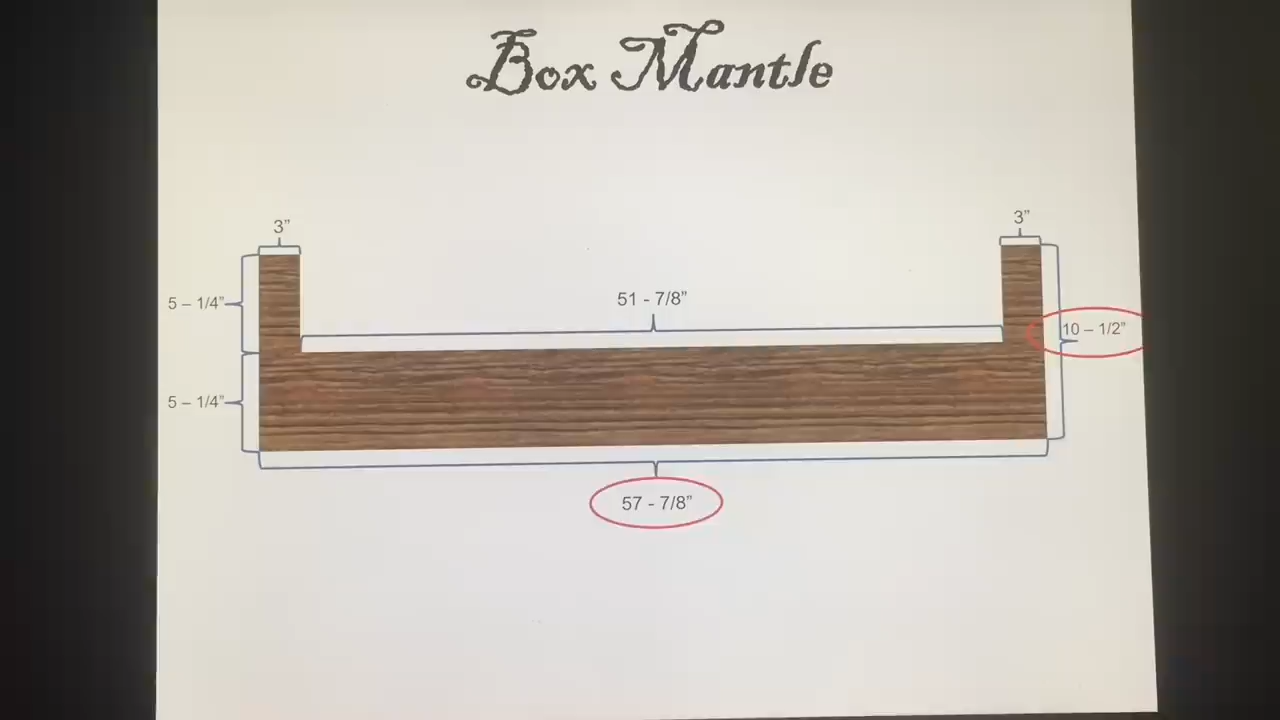 Box Mantle
3”
3”
5 – 1/4”
51 - 7/8”
10 – 1/2”
5 – 1/4”
57 - 7/8”